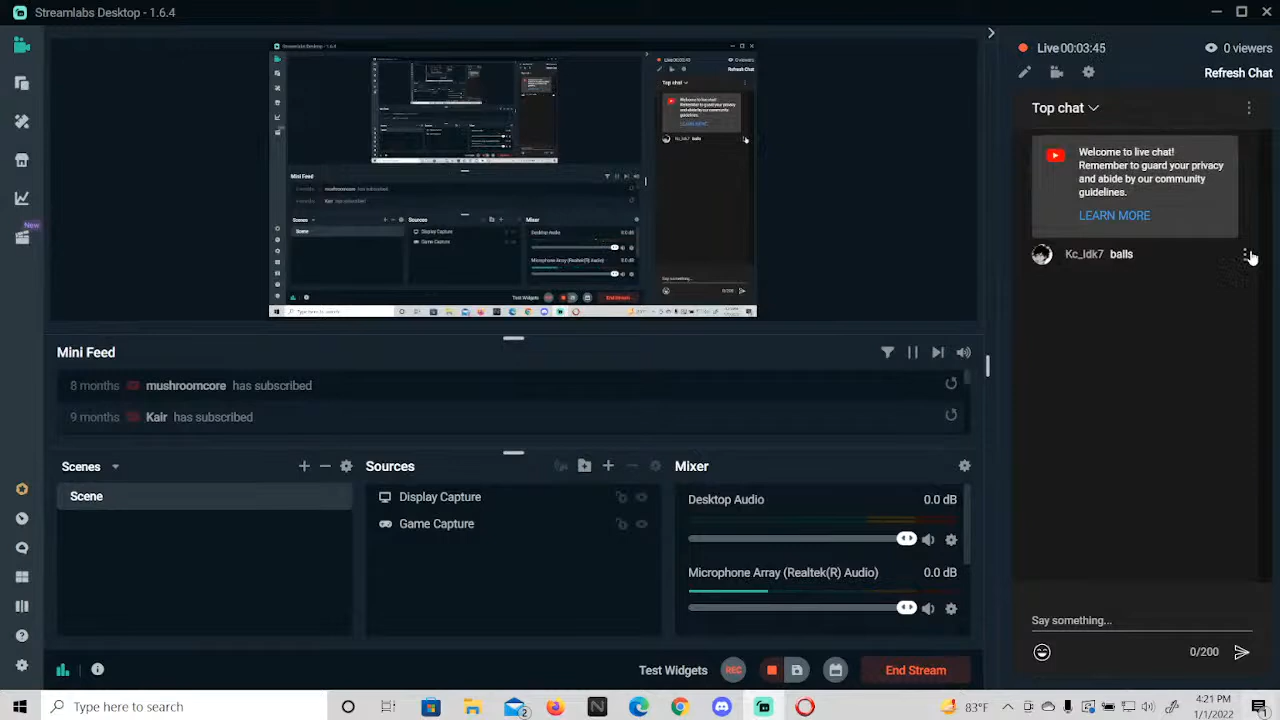 Streamlabs Desktop - 1.6.4
Live 00:03:45
0 viewers
Refresh Chat
Top chat
Welcome to live chat!
Remember to guard your privacy
and abide by our community
guidelines.
LEARN MORE
Kc_dk7 balls
Mini Feed
8 months mushroomcore has subscribed
9 months Kair has subscribed
Scenes
Scene
Sources
Display Capture
Game Capture
Mixer
Desktop Audio 0.0 dB
Microphone Array (Realtek(R) Audio) 0.0 dB
New
Say something...
0/200
Test Widgets
REC
End Stream
Type here to search
2
83°F
4:21 PM